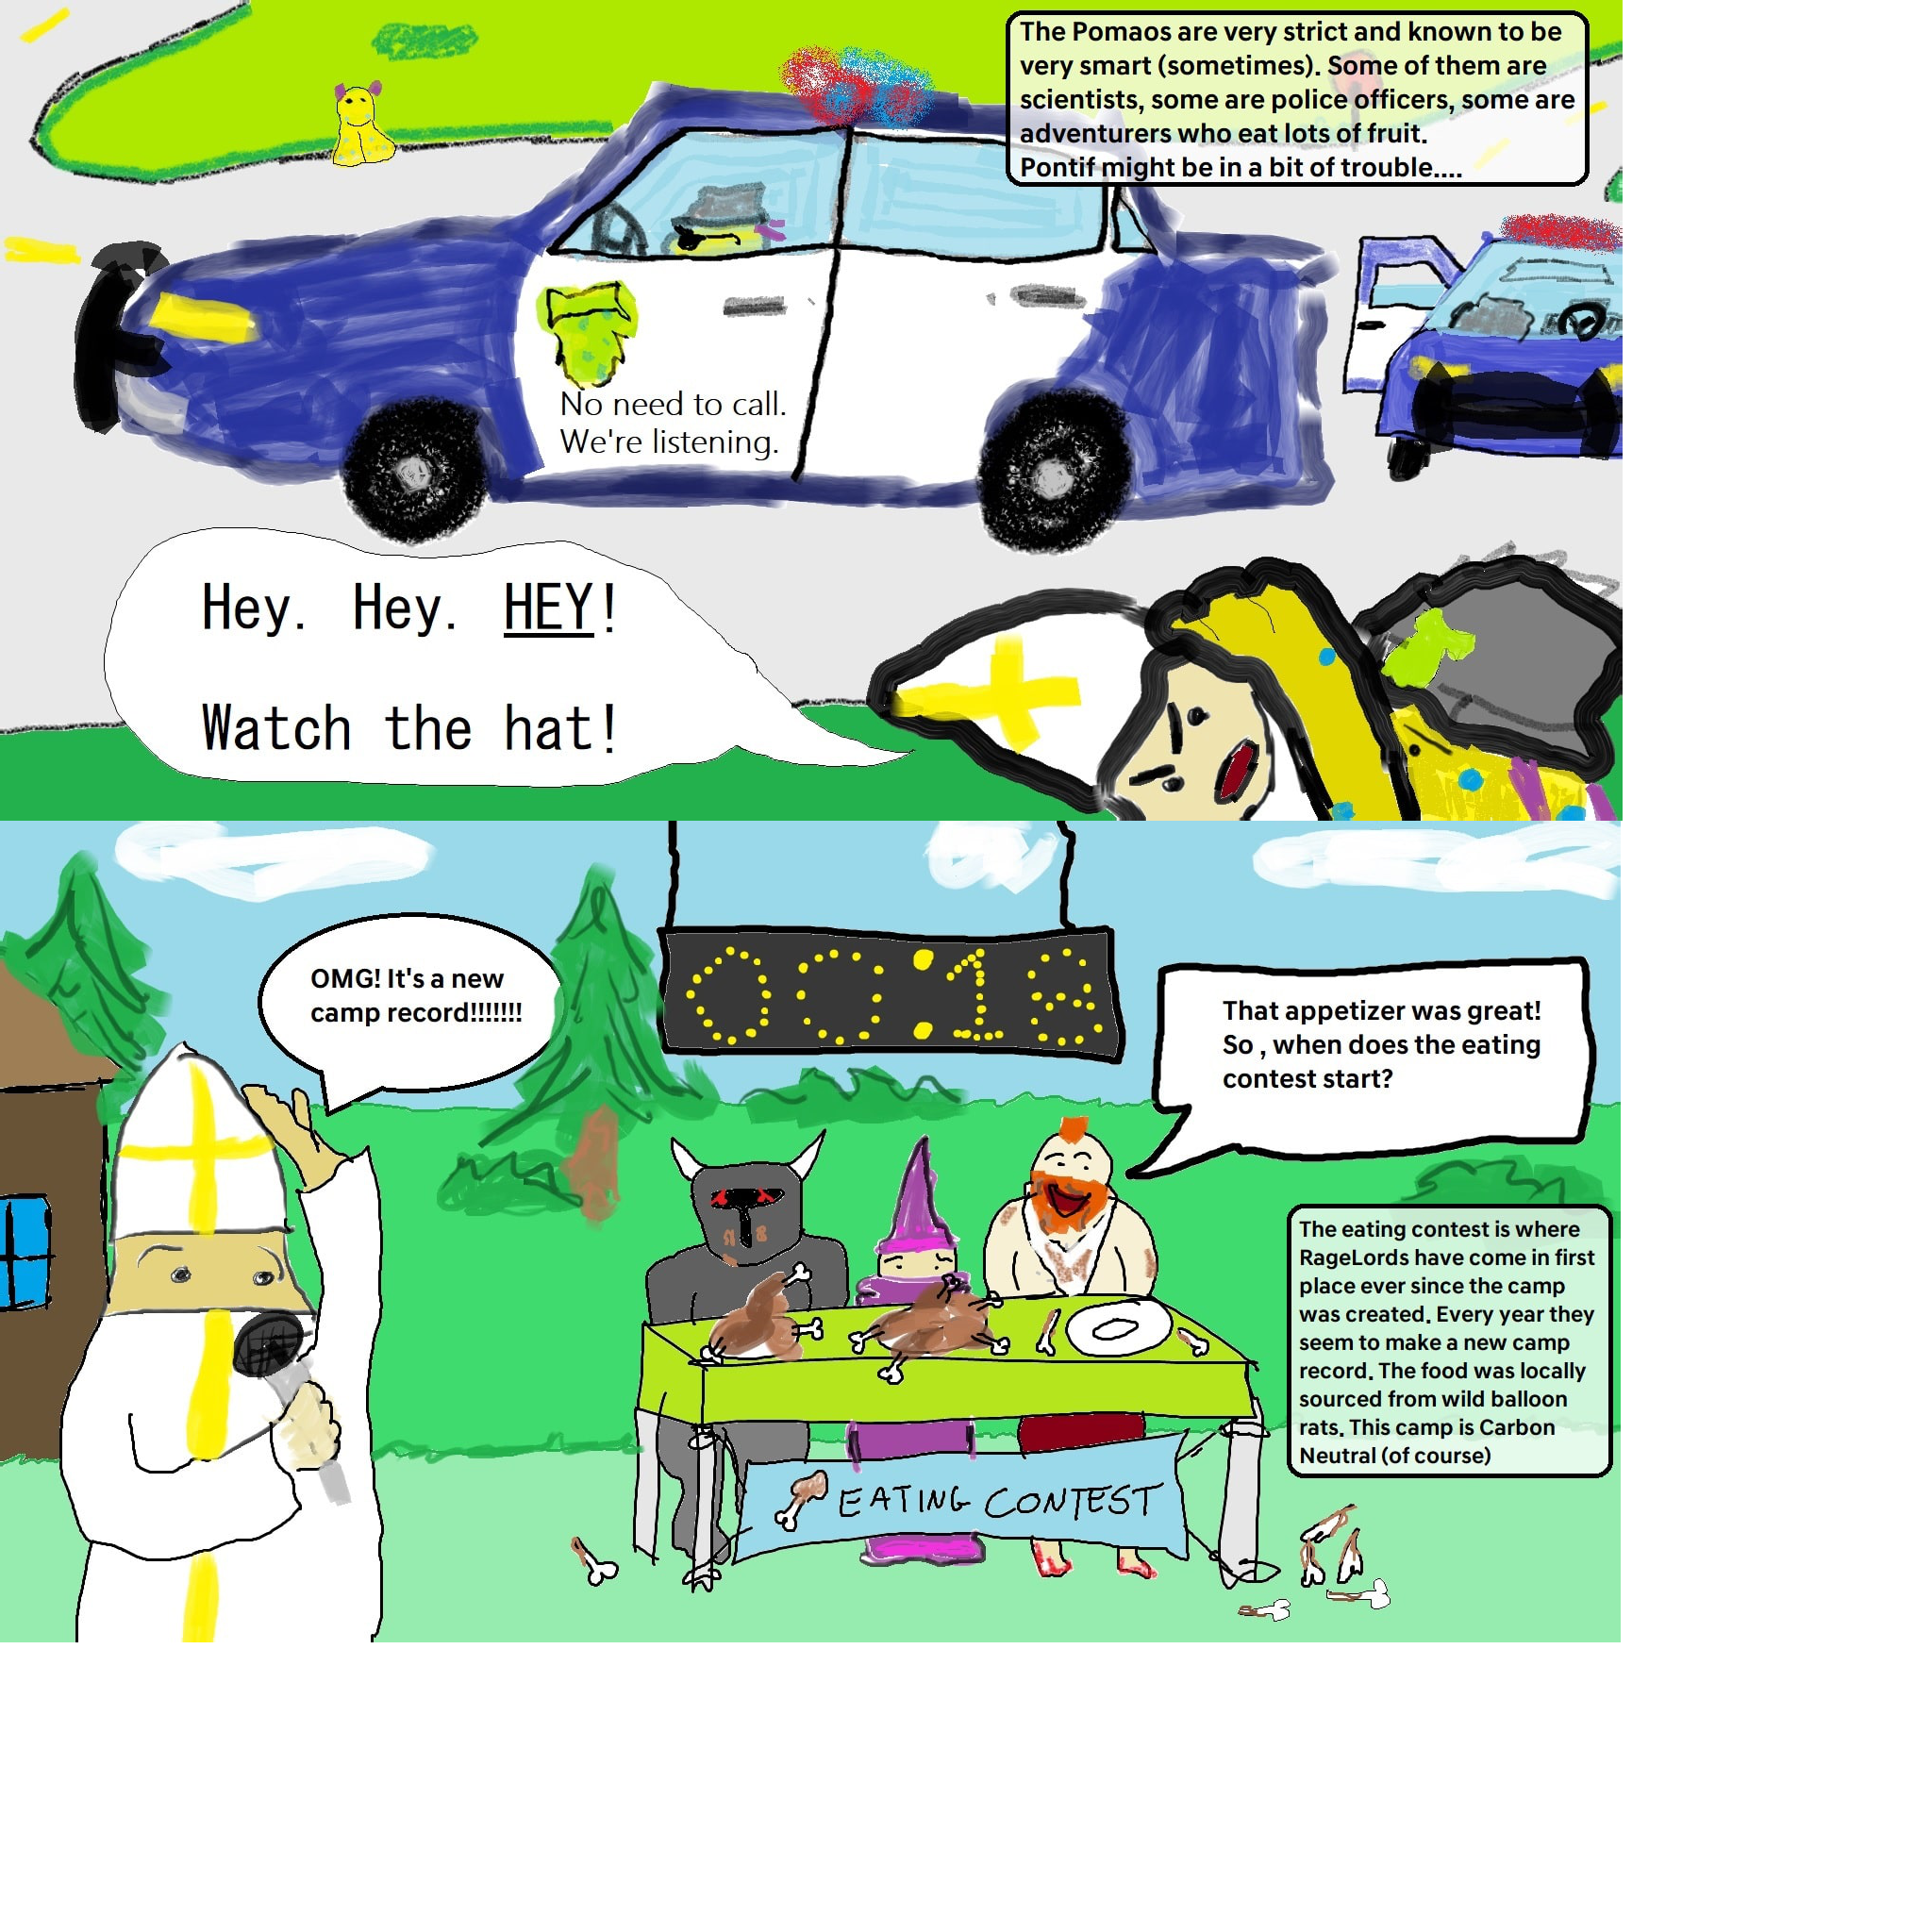 The Pomaos are very strict and known to be
very smart (sometimes). Some of them are
scientists, some are police officers, some are
adventurers who eat lots of fruit.
Pontif might be in a bit of trouble....
No need to call.
We're listening.
Hey. Hey. HEY!
Watch the hat!
OMG! It's a new
camp record!!!!!!!
00:18
That appetizer was great!
So , when does the eating
contest start?
The eating contest is where
RageLords have come in first
place ever since the camp
was created. Every year they
seem to make a new camp
record. The food was locally
sourced from wild balloon
rats. This camp is Carbon
Neutral (of course)
EATING CONTEST